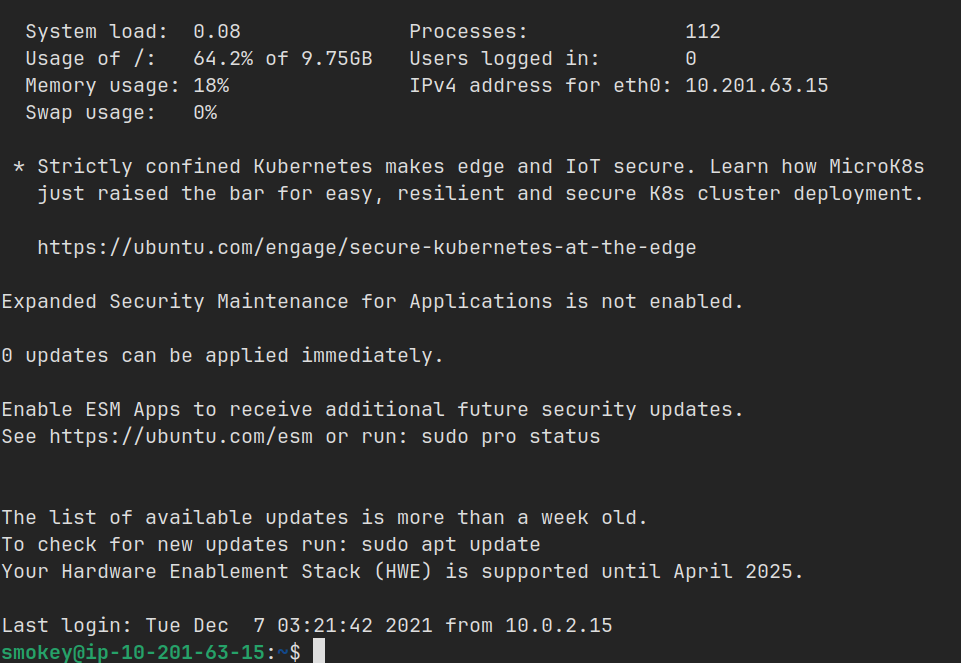 System load:  0.08              Processes:             112
Usage of /:   64.2% of 9.75GB   Users logged in:       0
Memory usage: 18%               IPv4 address for eth0: 10.201.63.15
Swap usage:   0%
* Strictly confined Kubernetes makes edge and IoT secure. Learn how MicroK8s
just raised the bar for easy, resilient and secure K8s cluster deployment.
https://ubuntu.com/engage/secure-kubernetes-at-the-edge
Expanded Security Maintenance for Applications is not enabled.
0 updates can be applied immediately.
Enable ESM Apps to receive additional future security updates.
See https://ubuntu.com/esm or run: sudo pro status
The list of available updates is more than a week old.
To check for new updates run: sudo apt update
Your Hardware Enablement Stack (HWE) is supported until April 2025.
Last login: Tue Dec  7 03:21:42 2021 from 10.0.2.15
smokey@ip-10-201-63-15:~$